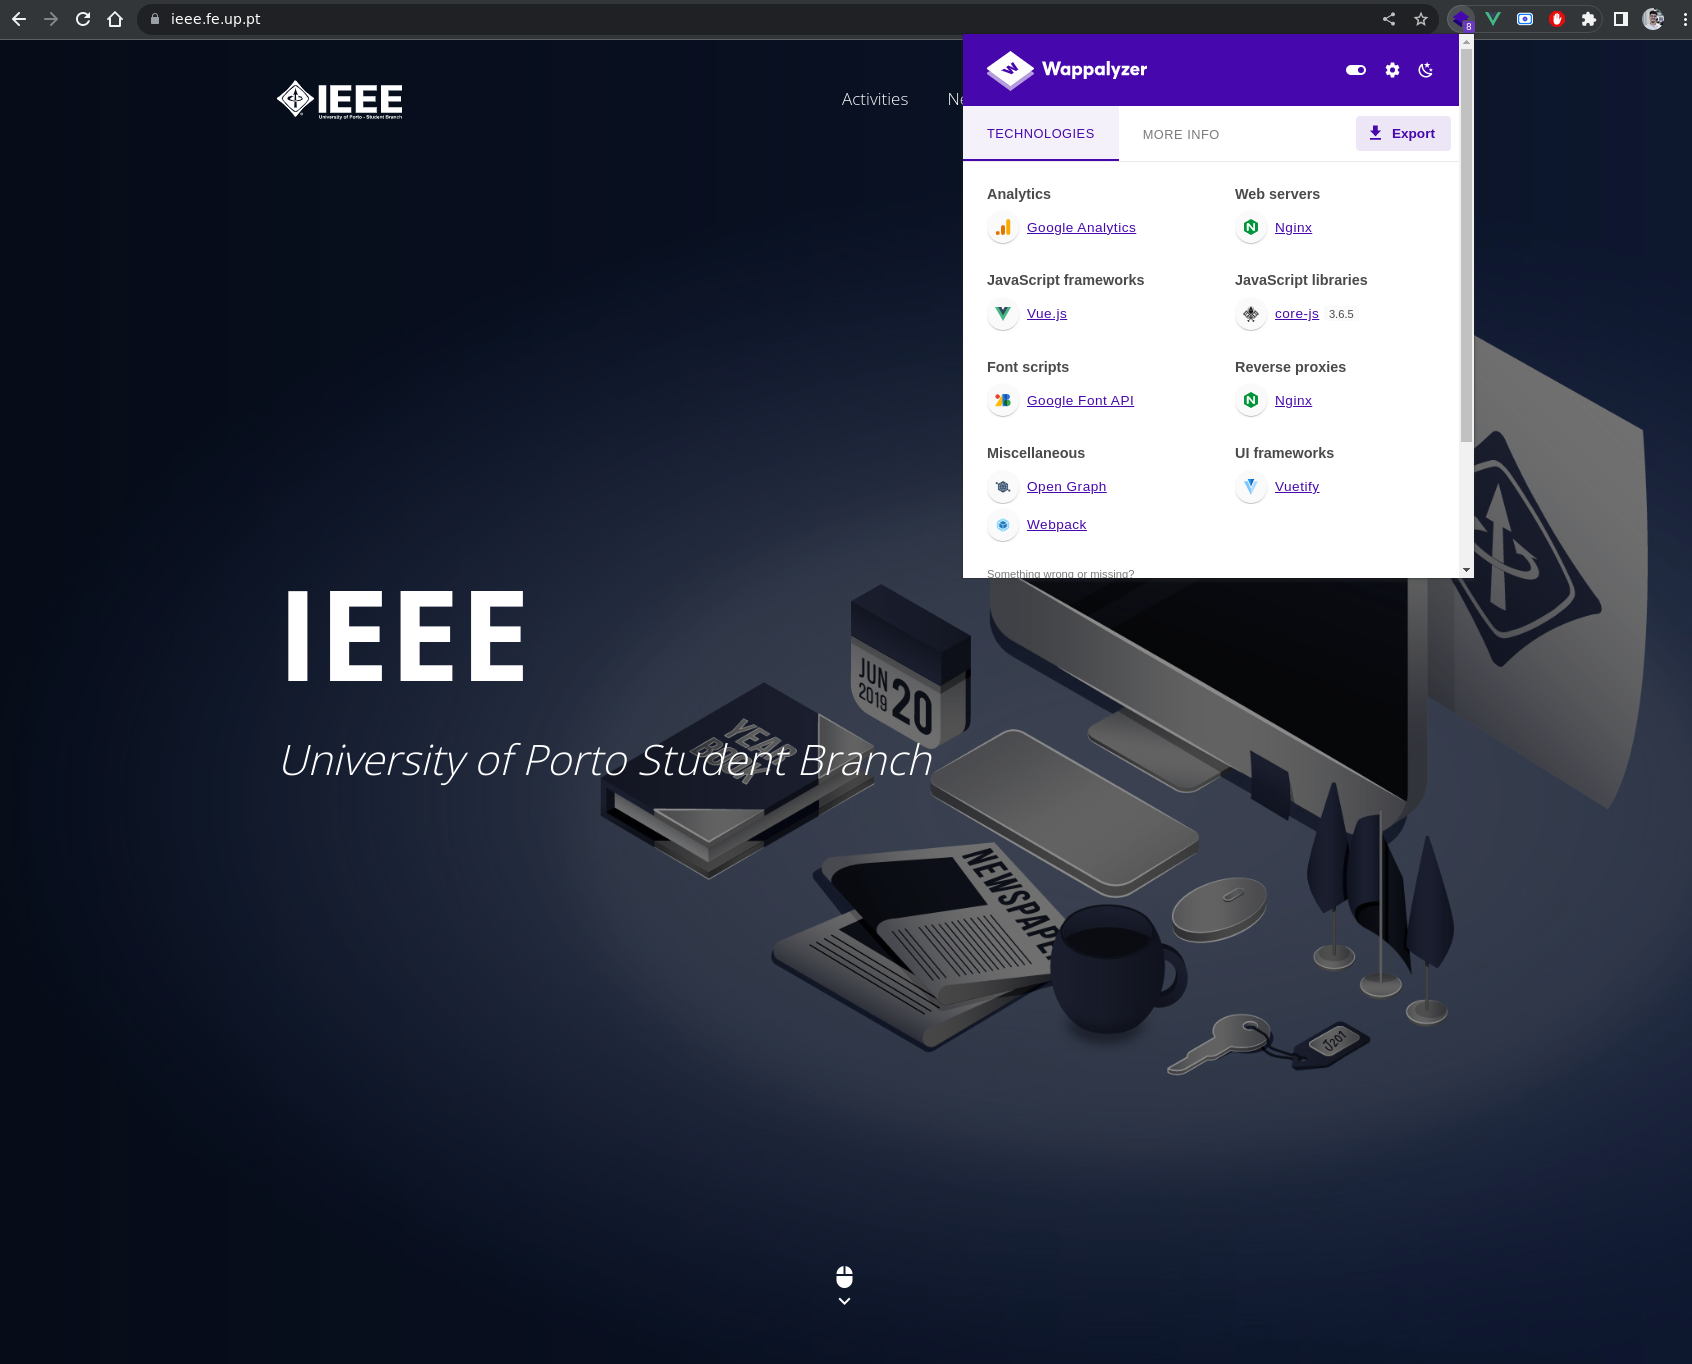 ieee.fe.up.pt
8
IEEE
University of Porto - Student Branch
Activities
Wappalyzer
TECHNOLOGIES
MORE INFO
Export
Analytics
Google Analytics
Web servers
Nginx
JavaScript frameworks
Vue.js
JavaScript libraries
core-js 3.6.5
Font scripts
Google Font API
Reverse proxies
Nginx
Miscellaneous
Open Graph
Webpack
UI frameworks
Vuetify
Something wrong or missing?
IEEE
University of Porto Student Branch
JUN
2019
20
YEAR
BOOK
NEWSPAPE
J201